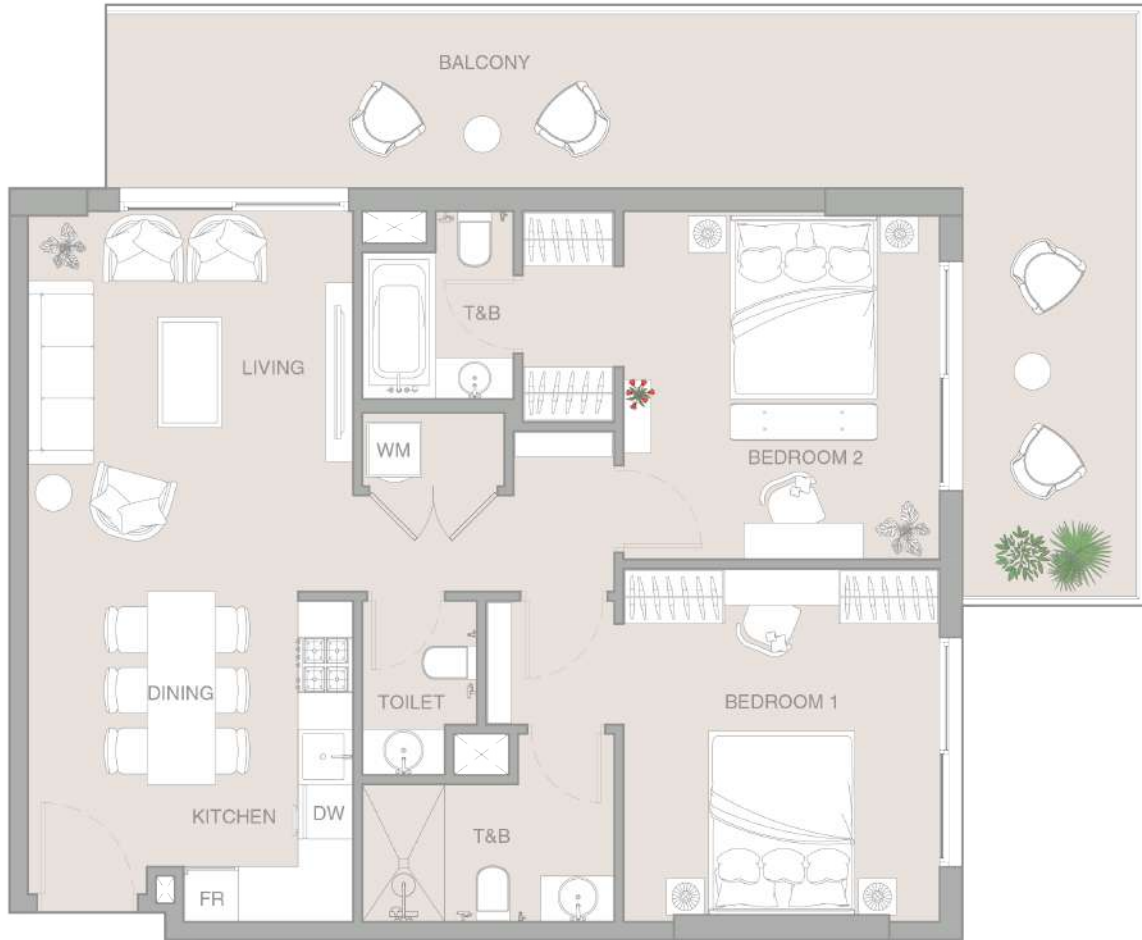 BALCONY
T&B
LIVING
WM
BEDROOM 2
DINING
TOILET
BEDROOM 1
KITCHEN
DW
T&B
FR